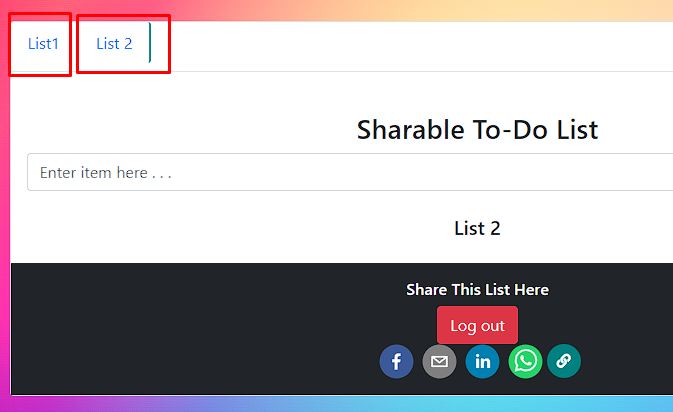 List1 List 2
Sharable To-Do List
Enter item here . . .
List 2
Share This List Here
Log out